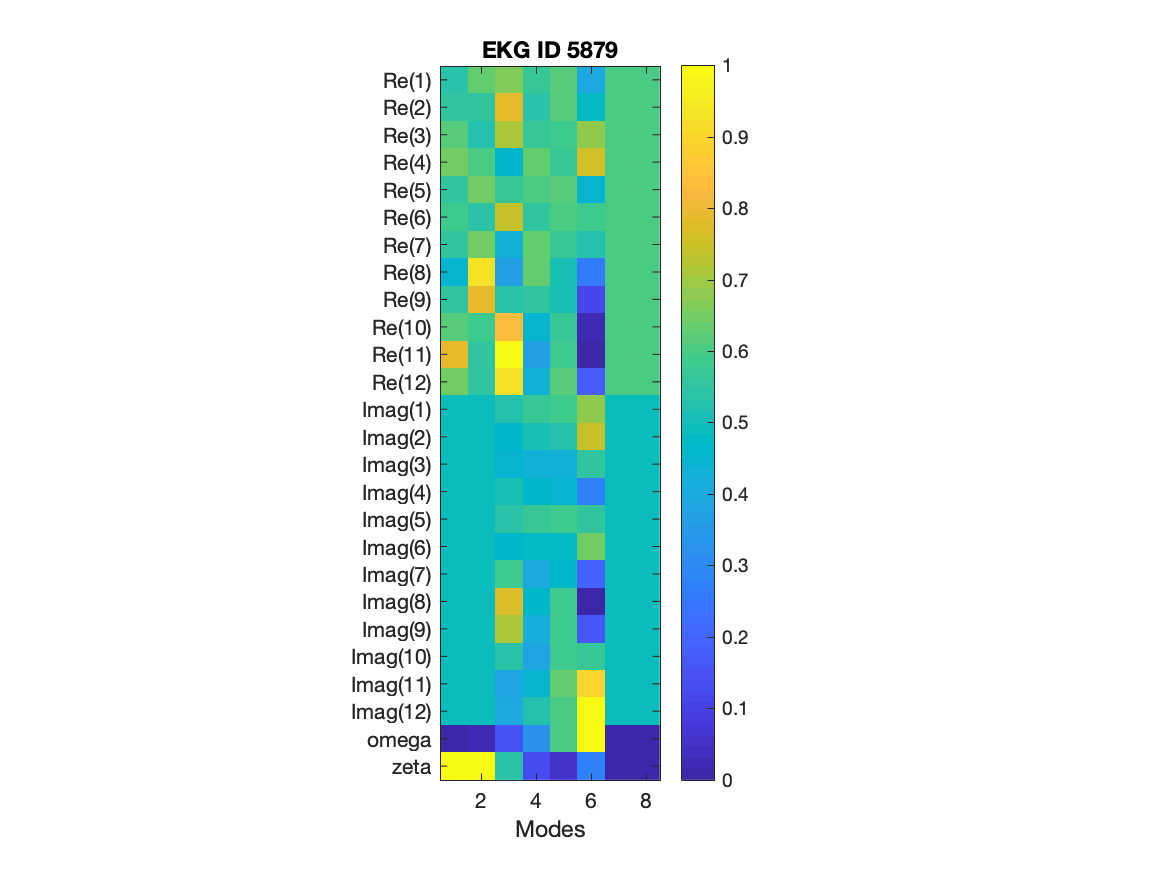 EKG ID 5879
Re(1)
Re(2)
Re(3)
Re(4)
Re(5)
Re(6)
Re(7)
Re(8)
Re(9)
Re(10)
Re(11)
Re(12)
Imag(1)
Imag(2)
Imag(3)
Imag(4)
Imag(5)
Imag(6)
Imag(7)
Imag(8)
Imag(9)
Imag(10)
Imag(11)
Imag(12)
omega
zeta
2 4 6 8
Modes
1
0.9
0.8
0.7
0.6
0.5
0.4
0.3
0.2
0.1
0